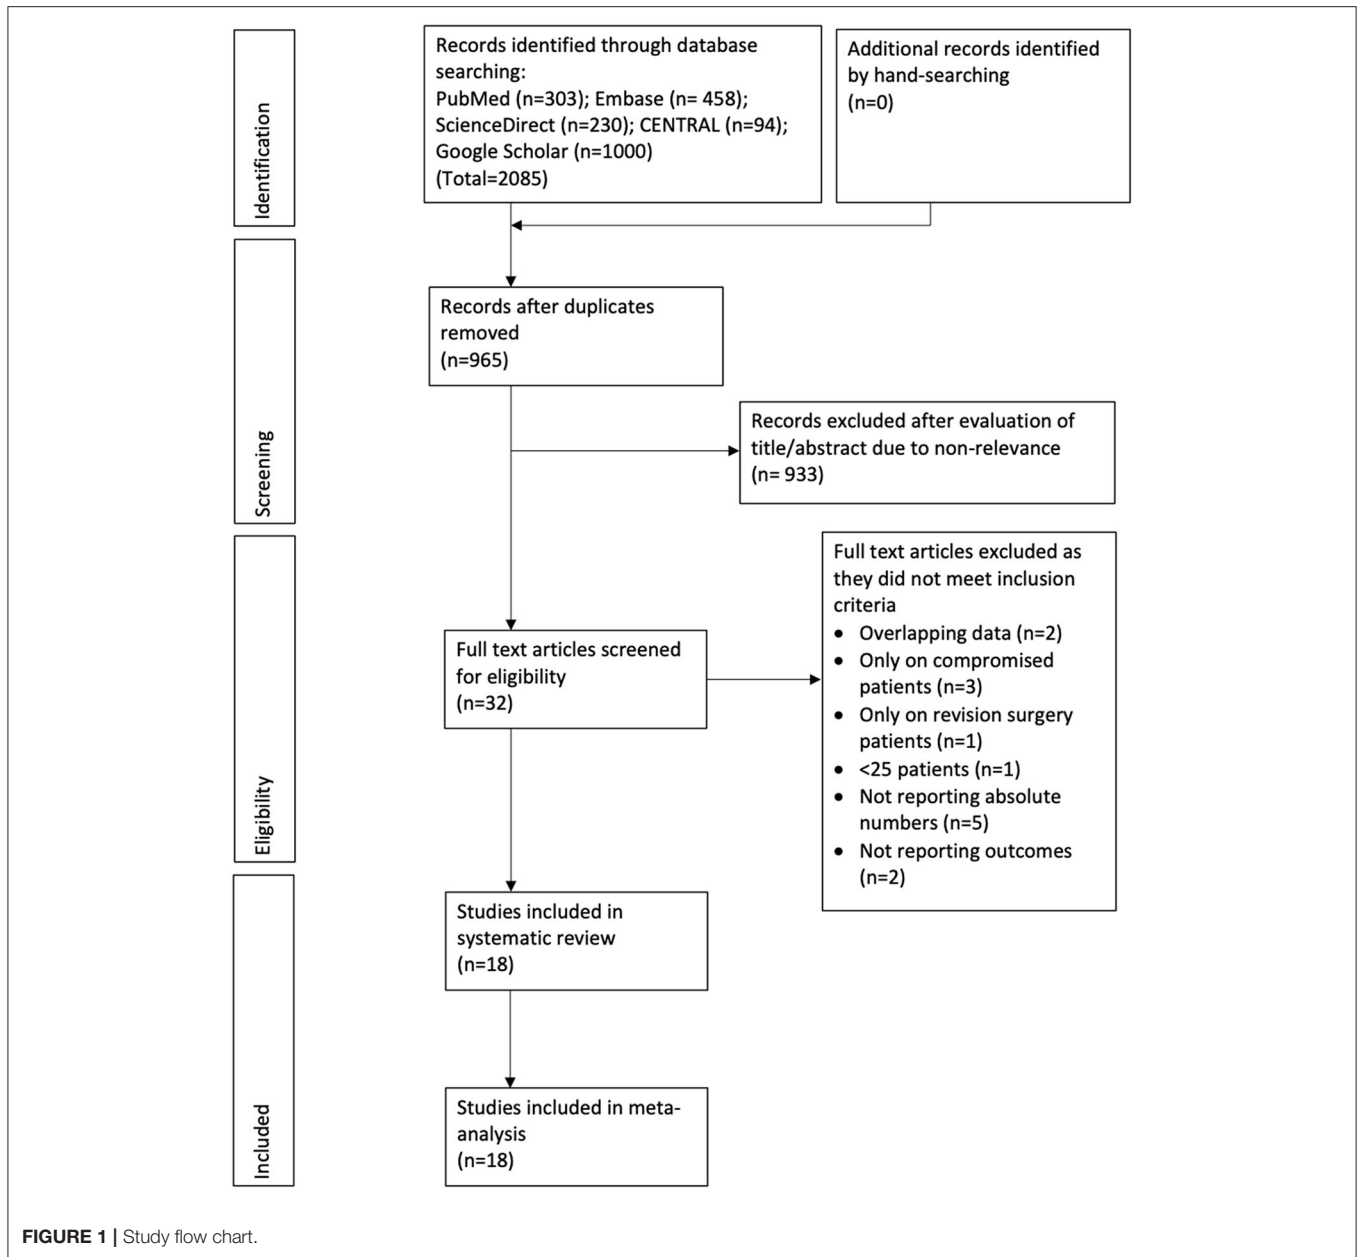 Identification
Records identified through database
searching:
PubMed (n=303); Embase (n= 458);
ScienceDirect (n=230); CENTRAL (n=94);
Google Scholar (n=1000)
(Total=2085)
Additional records identified
by hand-searching
(n=0)
Screening
Records after duplicates
removed
(n=965)
Records excluded after evaluation of
title/abstract due to non-relevance
(n= 933)
Eligibility
Full text articles screened
for eligibility
(n=32)
Full text articles excluded as
they did not meet inclusion
criteria
• Overlapping data (n=2)
• Only on compromised
patients (n=3)
• Only on revision surgery
patients (n=1)
• <25 patients (n=1)
• Not reporting absolute
numbers (n=5)
• Not reporting outcomes
(n=2)
Included
Studies included in
systematic review
(n=18)
Studies included in meta-
analysis
(n=18)
FIGURE 1 | Study flow chart.